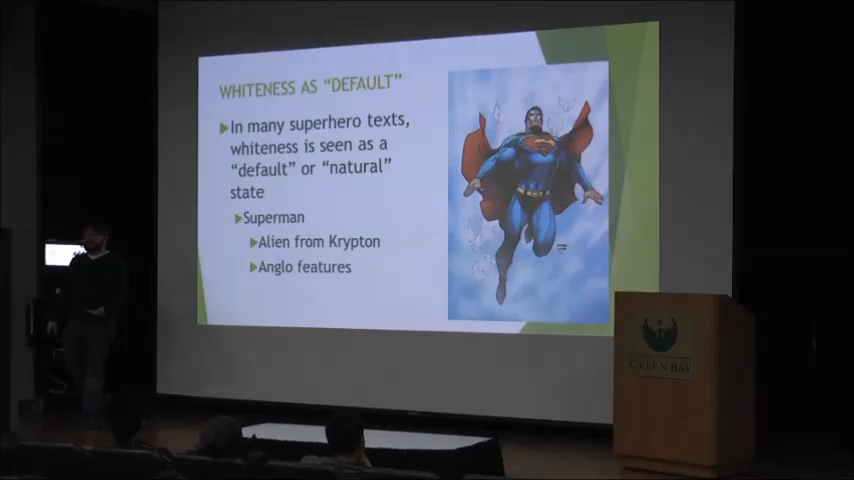 WHITENESS AS “DEFAULT”
In many superhero texts,
whiteness is seen as a
“default” or “natural”
state
Superman
Alien from Krypton
Anglo features
GREEN BAY